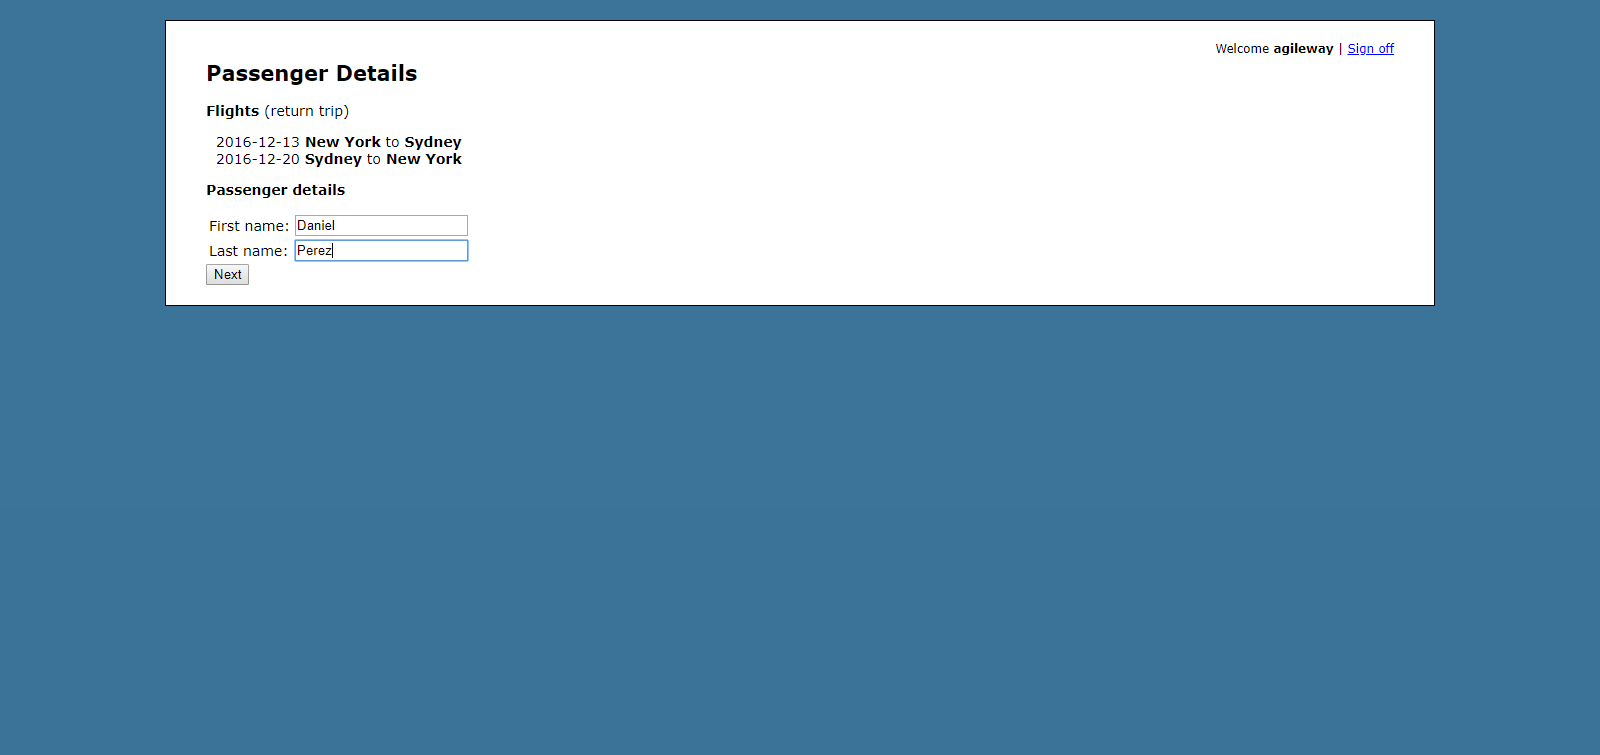 Welcome agileway | Sign off
Passenger Details
Flights (return trip)
2016-12-13 New York to Sydney
2016-12-20 Sydney to New York
Passenger details
First name: Daniel
Last name: Perez
Next